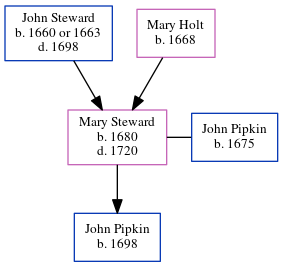 John Steward
b. 1660 or 1663
d. 1698
Mary Holt
b. 1668
Mary Steward
b. 1680
d. 1720
John Pipkin
b. 1675
John Pipkin
b. 1698